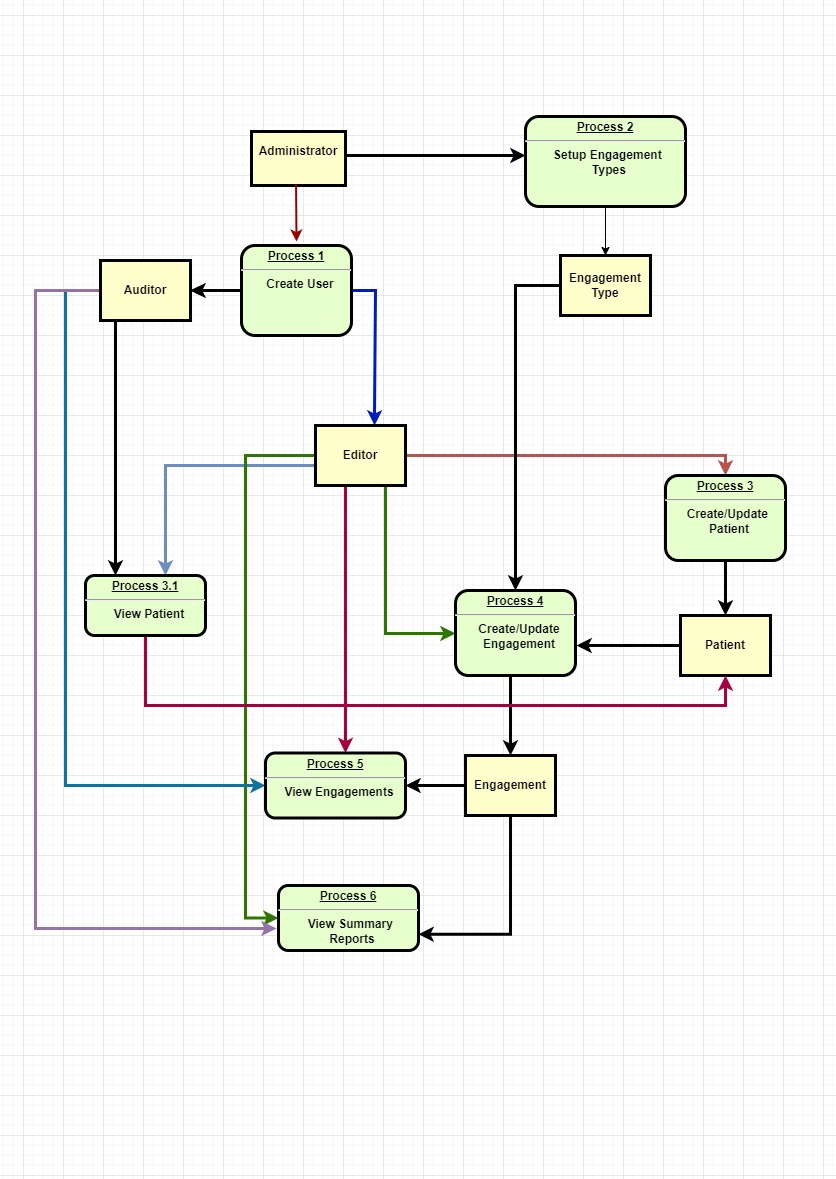 Process 2
Administrator
Setup Engagement
Types
Process 1
Create User
Auditor
Engagement
Type
Editor
Process 3
Create/Update
Patient
Process 3.1
View Patient
Process 4
Create/Update
Engagement
Patient
Process 5
View Engagements
Engagement
Process 6
View Summary
Reports